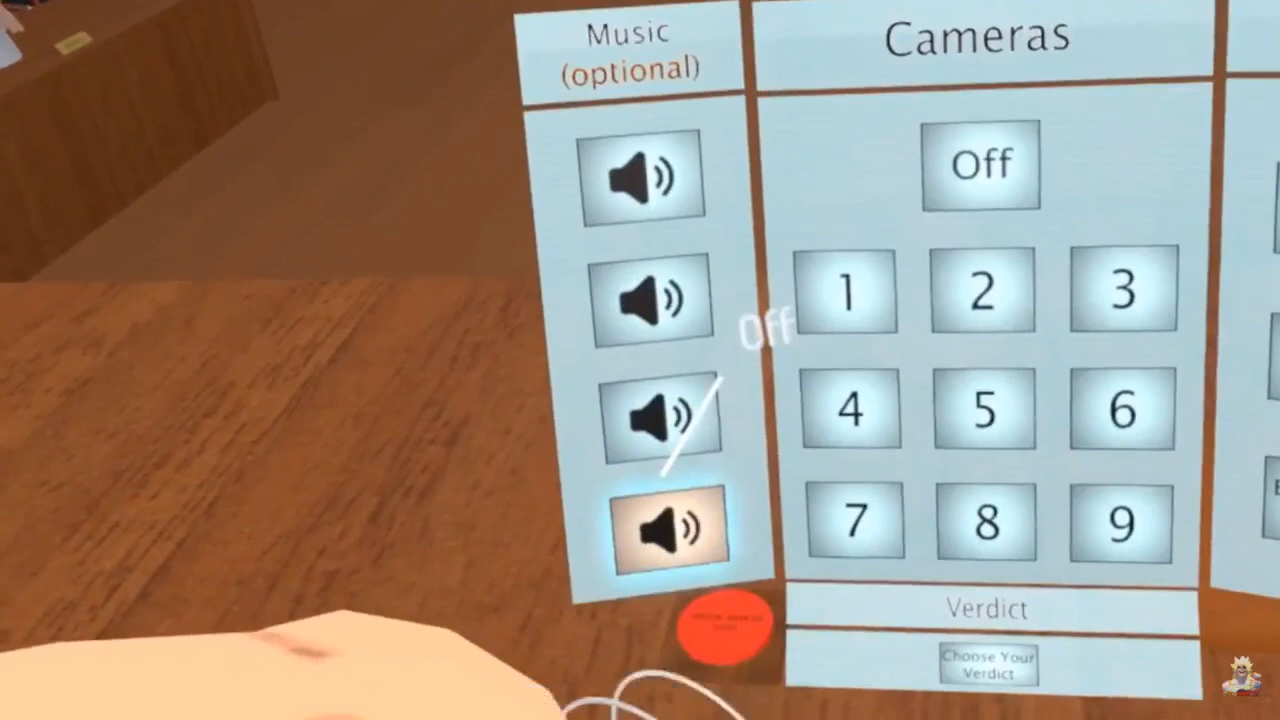 Music
(optional)
Cameras
Off
Off
1 2 3
4 5 6
7 8 9
Verdict
Choose Your
Verdict